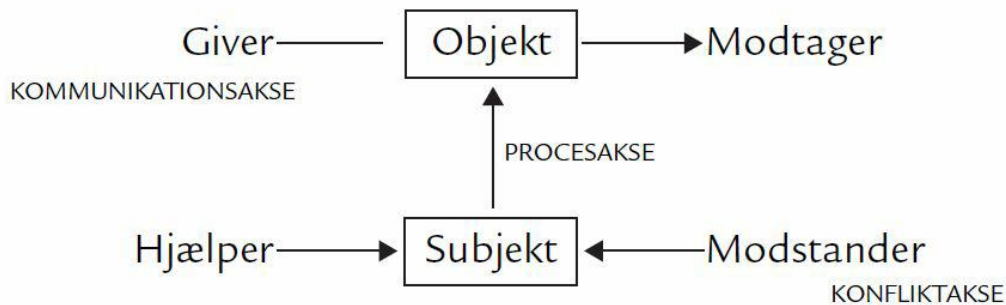 Giver Objekt Modtager
KOMMUNIKATIONSAKSE
PROCESAKSE
Hjælper Subjekt Modstander
KONFLIKTAKSE